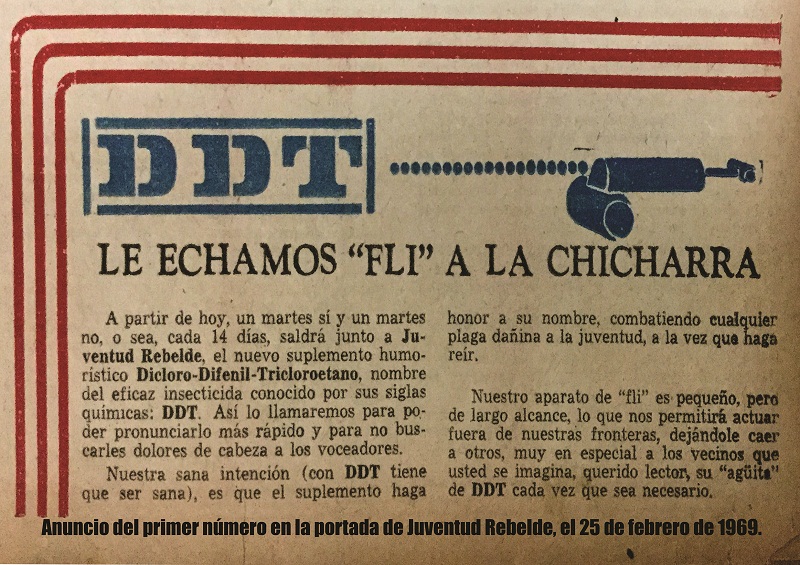 DDT
LE ECHAMOS “FLI” A LA CHICHARRA
A partir de hoy, un martes sí y un martes
no, o sea, cada 14 días, saldrá junto a Ju-
ventud Rebelde, el nuevo suplemento humo-
rístico Dicloro-Difenil-Tricloroetano, nombre
del eficaz insecticida conocido por sus siglas
químicas: DDT. Así lo llamaremos para po-
der pronunciarlo más rápido y para no bus-
carles dolores de cabeza a los voceadores.
Nuestra sana intención (con DDT tiene
que ser sana), es que el suplemento haga
honor a su nombre, combatiendo cualquier
plaga dañina a la juventud, a la vez que haga
reír.
Nuestro aparato de “fli” es pequeño, pero
de largo alcance, lo que nos permitirá actuar
fuera de nuestras fronteras, dejándole caer
a otros, muy en especial a los vecinos que
usted se imagina, querido lector, su “agüita”
de DDT cada vez que sea necesario.
Anuncio del primer número en la portada de Juventud Rebelde, el 25 de febrero de 1969.